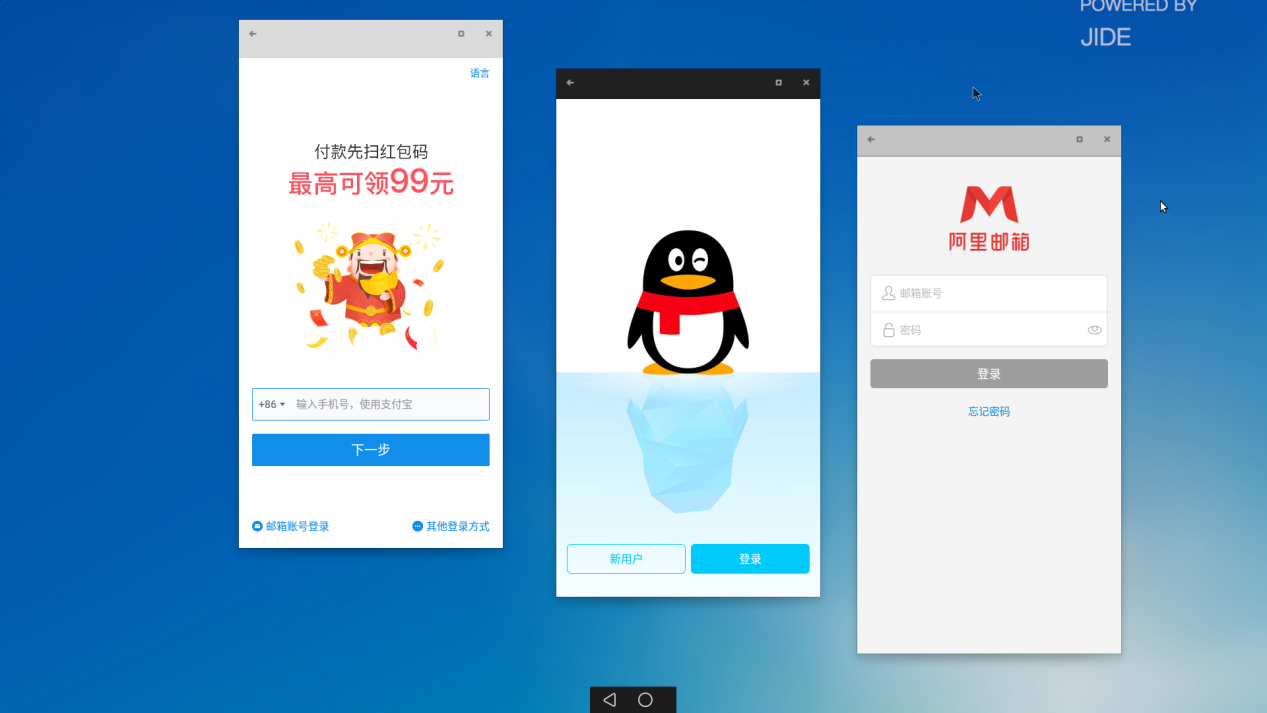 POWERED BY
JIDE
语言
付款先扫红包码
最高可领99元
+86 输入手机号，使用支付宝
下一步
邮箱账号登录 其他登录方式
新用户 登录
阿里邮箱
邮箱账号
密码
登录
忘记密码